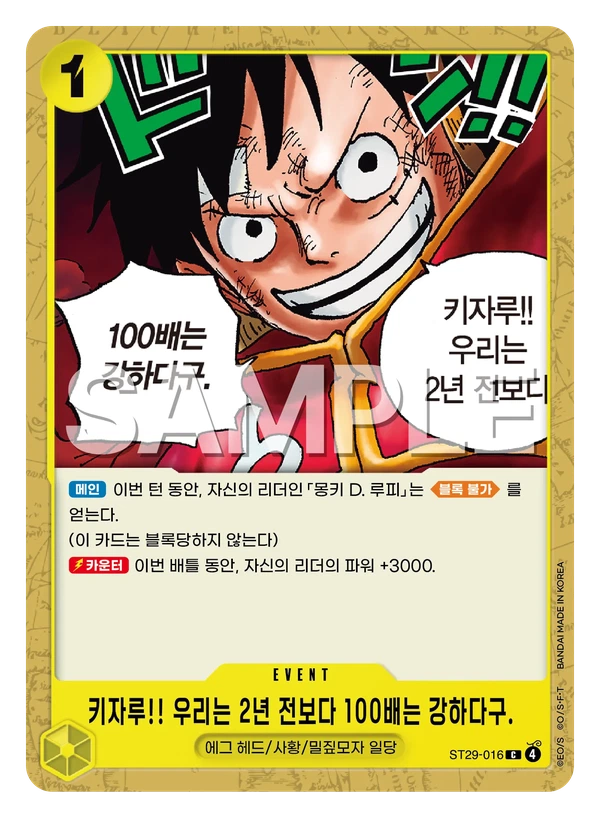 1
ド
!!
100배는
강하다구.
키자루!!
우리는
2년 전보다
SAMPLE
메인 이번 턴 동안, 자신의 리더인 「몽키 D. 루피」는 블록 불가 를
얻는다.
(이 카드는 블록당하지 않는다)
카운터 이번 배틀 동안, 자신의 리더의 파워 +3000.
EVENT
키자루!! 우리는 2년 전보다 100배는 강하다구.
에그 헤드/사황/밀짚모자 일당
ST29-016 C 4
©EO/S ©O/S·F·T BANDAI MADE IN KOREA